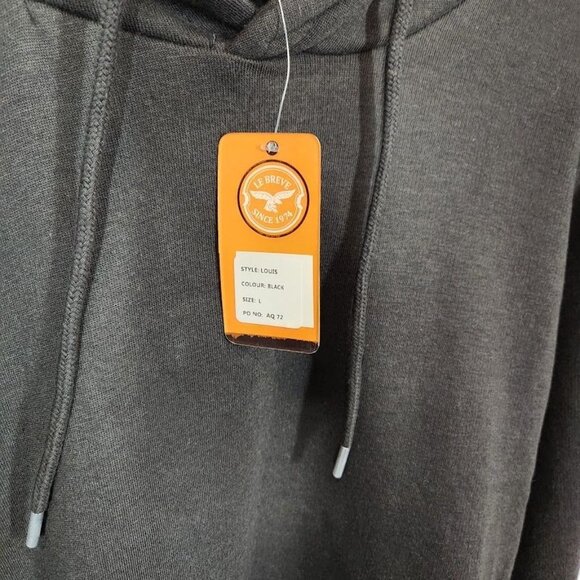 LE BREVE
SINCE 1974
STYLE: LOUIS
COLOUR: BLACK
SIZE: L
PO NO: AQ 72